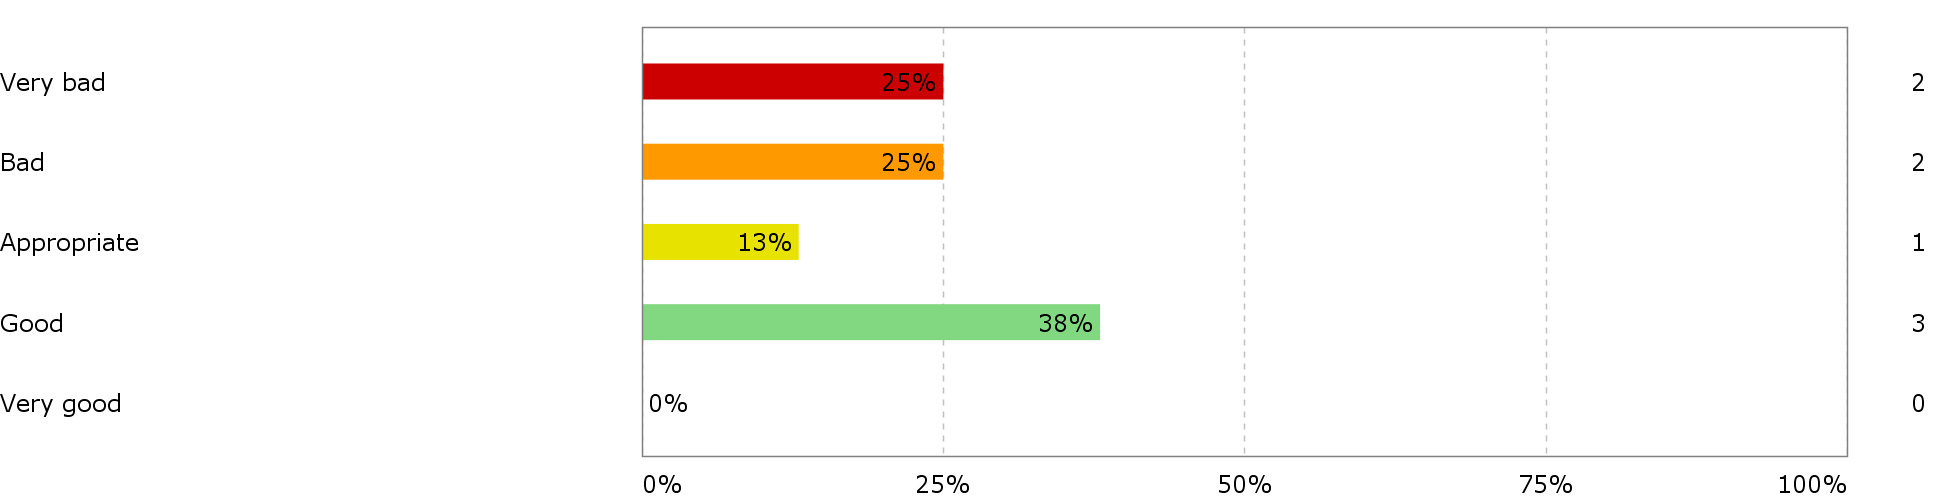 Very bad 25% 2
Bad 25% 2
Appropriate 13% 1
Good 38% 3
Very good 0% 0
0% 25% 50% 75% 100%